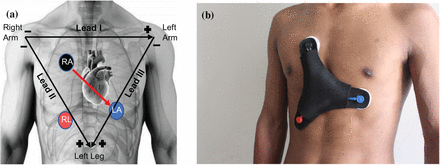 (a)
Right
Arm
Lead I
Left
Arm
RA
Lead II
Lead III
LA
RL
Left Leg
(b)